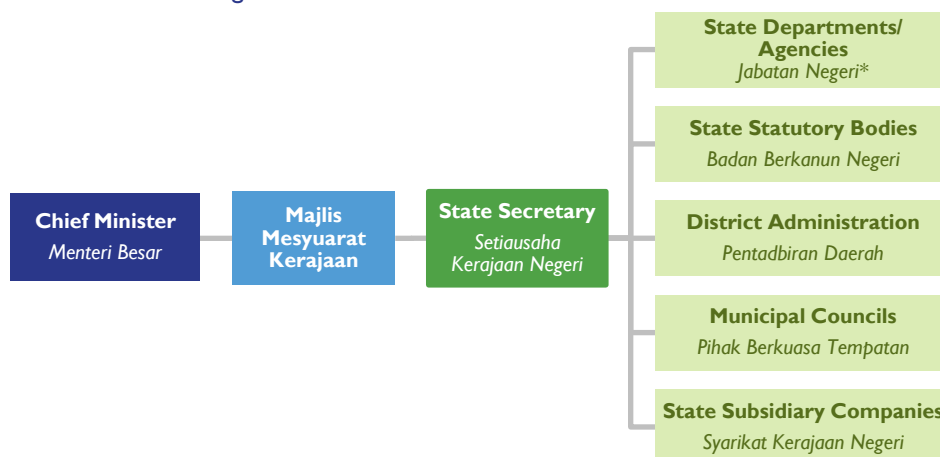 Chief Minister
Menteri Besar
Majlis
Mesyuarat
Kerajaan
State Secretary
Setiausaha
Kerajaan Negeri
State Departments/
Agencies
Jabatan Negeri*
State Statutory Bodies
Badan Berkanun Negeri
District Administration
Pentadbiran Daerah
Municipal Councils
Pihak Berkuasa Tempatan
State Subsidiary Companies
Syarikat Kerajaan Negeri